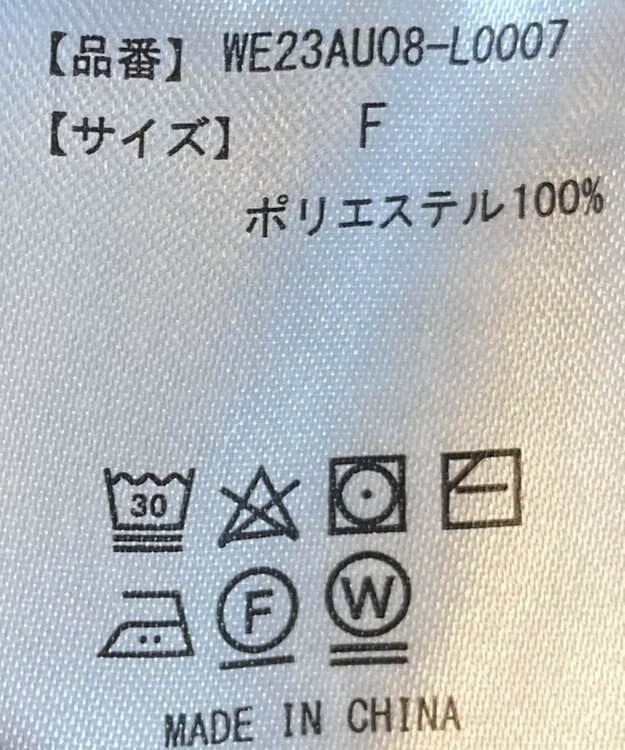 【品番】 WE23AU08-L0007
【サイズ】 F
ポリエステル100%
30
F W
MADE IN CHINA